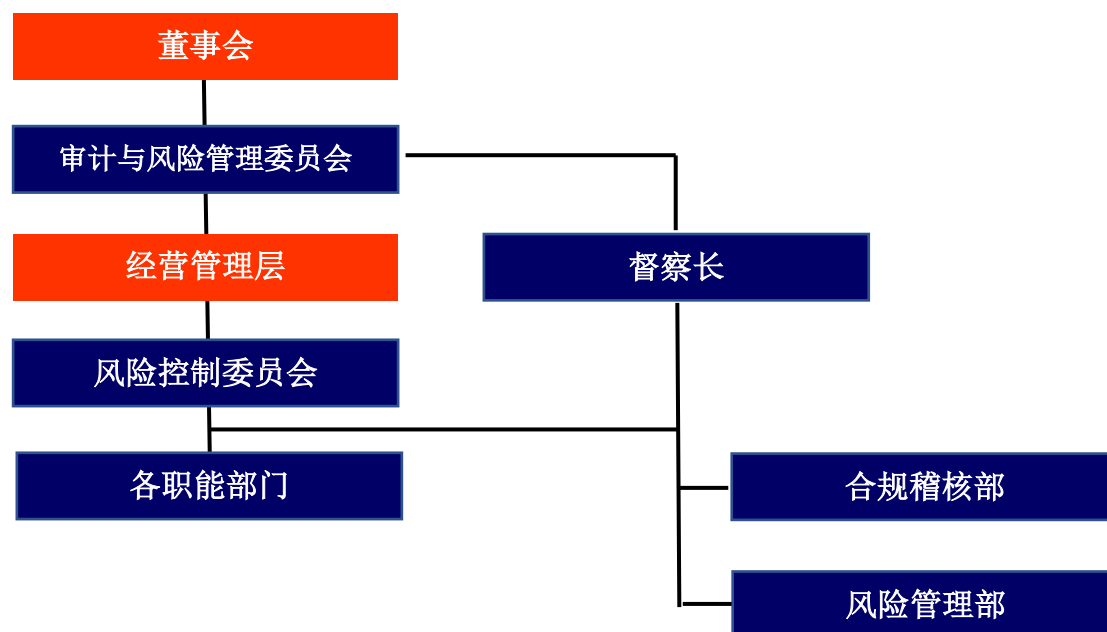 董事会
审计与风险管理委员会
经营管理层
督察长
风险控制委员会
各职能部门
合规稽核部
风险管理部